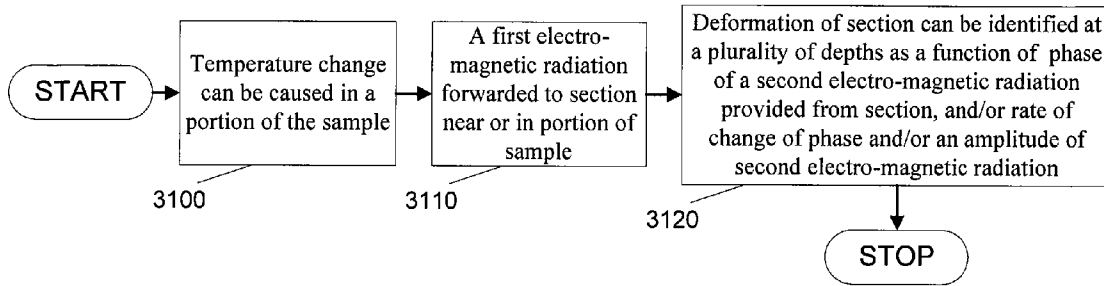 START
Temperature change
can be caused in a
portion of the sample
3100
A first electro-
magnetic radiation
forwarded to section
near or in portion of
sample
3110
Deformation of section can be identified at
a plurality of depths as a function of phase
of a second electro-magnetic radiation
provided from section, and/or rate of
change of phase and/or an amplitude of
second electro-magnetic radiation
3120
STOP